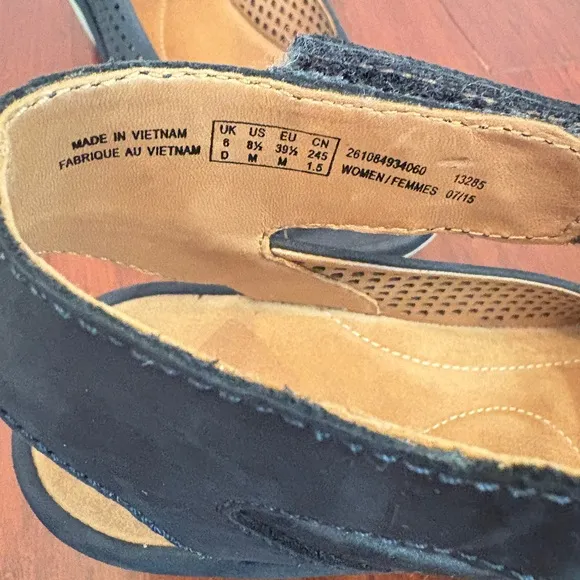 MADE IN VIETNAM
FABRIQUE AU VIETNAM
UK US EU CN
6 8½ 39½ 245
D M M 1.5
261084934060 13285
WOMEN/FEMMES 07/15